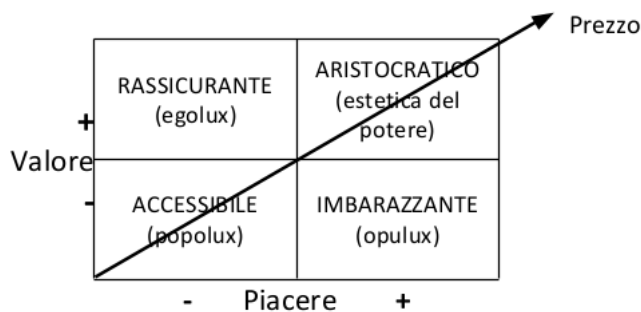 Prezzo
RASSICURANTE
(egolux)
ARISTOCRATICO
(estetica del
potere)
+
Valore
-
ACCESSIBILE
(popolux)
IMBARAZZANTE
(opulux)
- Piacere +